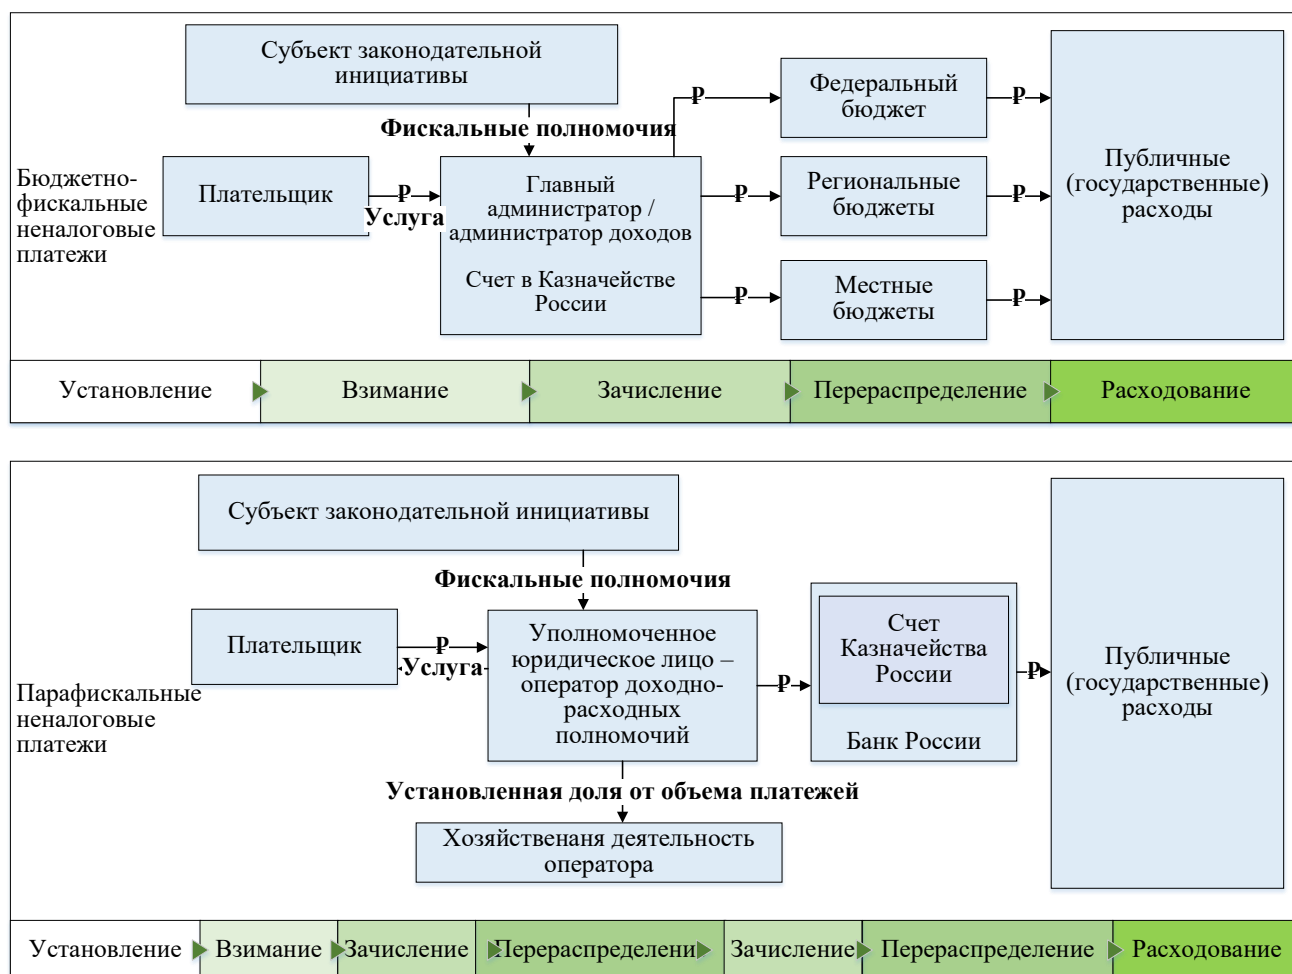 Субъект законодательной
инициативы
Фискальные полномочия
Бюджетно-
фискальные
неналоговые
платежи
Плательщик
₽
Услуга
Главный
администратор /
администратор доходов
Счет в Казначействе
России
₽
Федеральный
бюджет
₽
₽
Региональные
бюджеты
₽
₽
Местные
бюджеты
₽
Публичные
(государственные)
расходы
Установление
Взимание
Зачисление
Перераспределение
Расходование
Субъект законодательной инициативы
Фискальные полномочия
Парафискальные
неналоговые
платежи
Плательщик
₽
Услуга
Уполномоченное
юридическое лицо –
оператор доходно-
расходных
полномочий
₽
Счет
Казначейства
России
Банк России
₽
Публичные
(государственные)
расходы
Установленная доля от объема платежей
Хозяйственаня деятельность
оператора
Установление
Взимание
Зачисление
Перераспределени
Зачисление
Перераспределение
Расходование